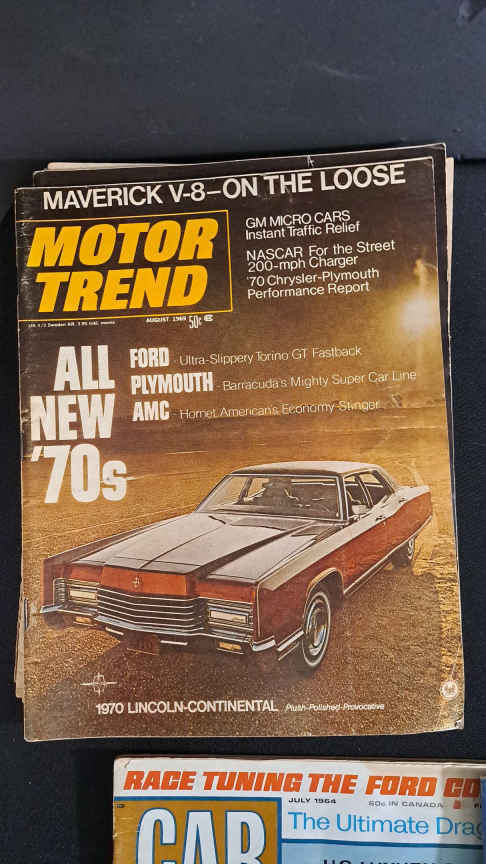 MAVERICK V-8–ON THE LOOSE
MOTOR
TREND
GM MICRO CARS
Instant Traffic Relief
NASCAR For the Street
200-mph Charger
'70 Chrysler-Plymouth
Performance Report
AUGUST 1969 50¢
ALL
NEW
'70s
FORD - Ultra-Slippery Torino GT Fastback
PLYMOUTH - Barracuda's Mighty Super Car Line
AMC - Hornet American's Economy Stinger
1970 LINCOLN-CONTINENTAL Plush-Polished-Provocative
RACE TUNING THE FORD
JULY 1964 60¢ IN CANADA
CAR
The Ultimate